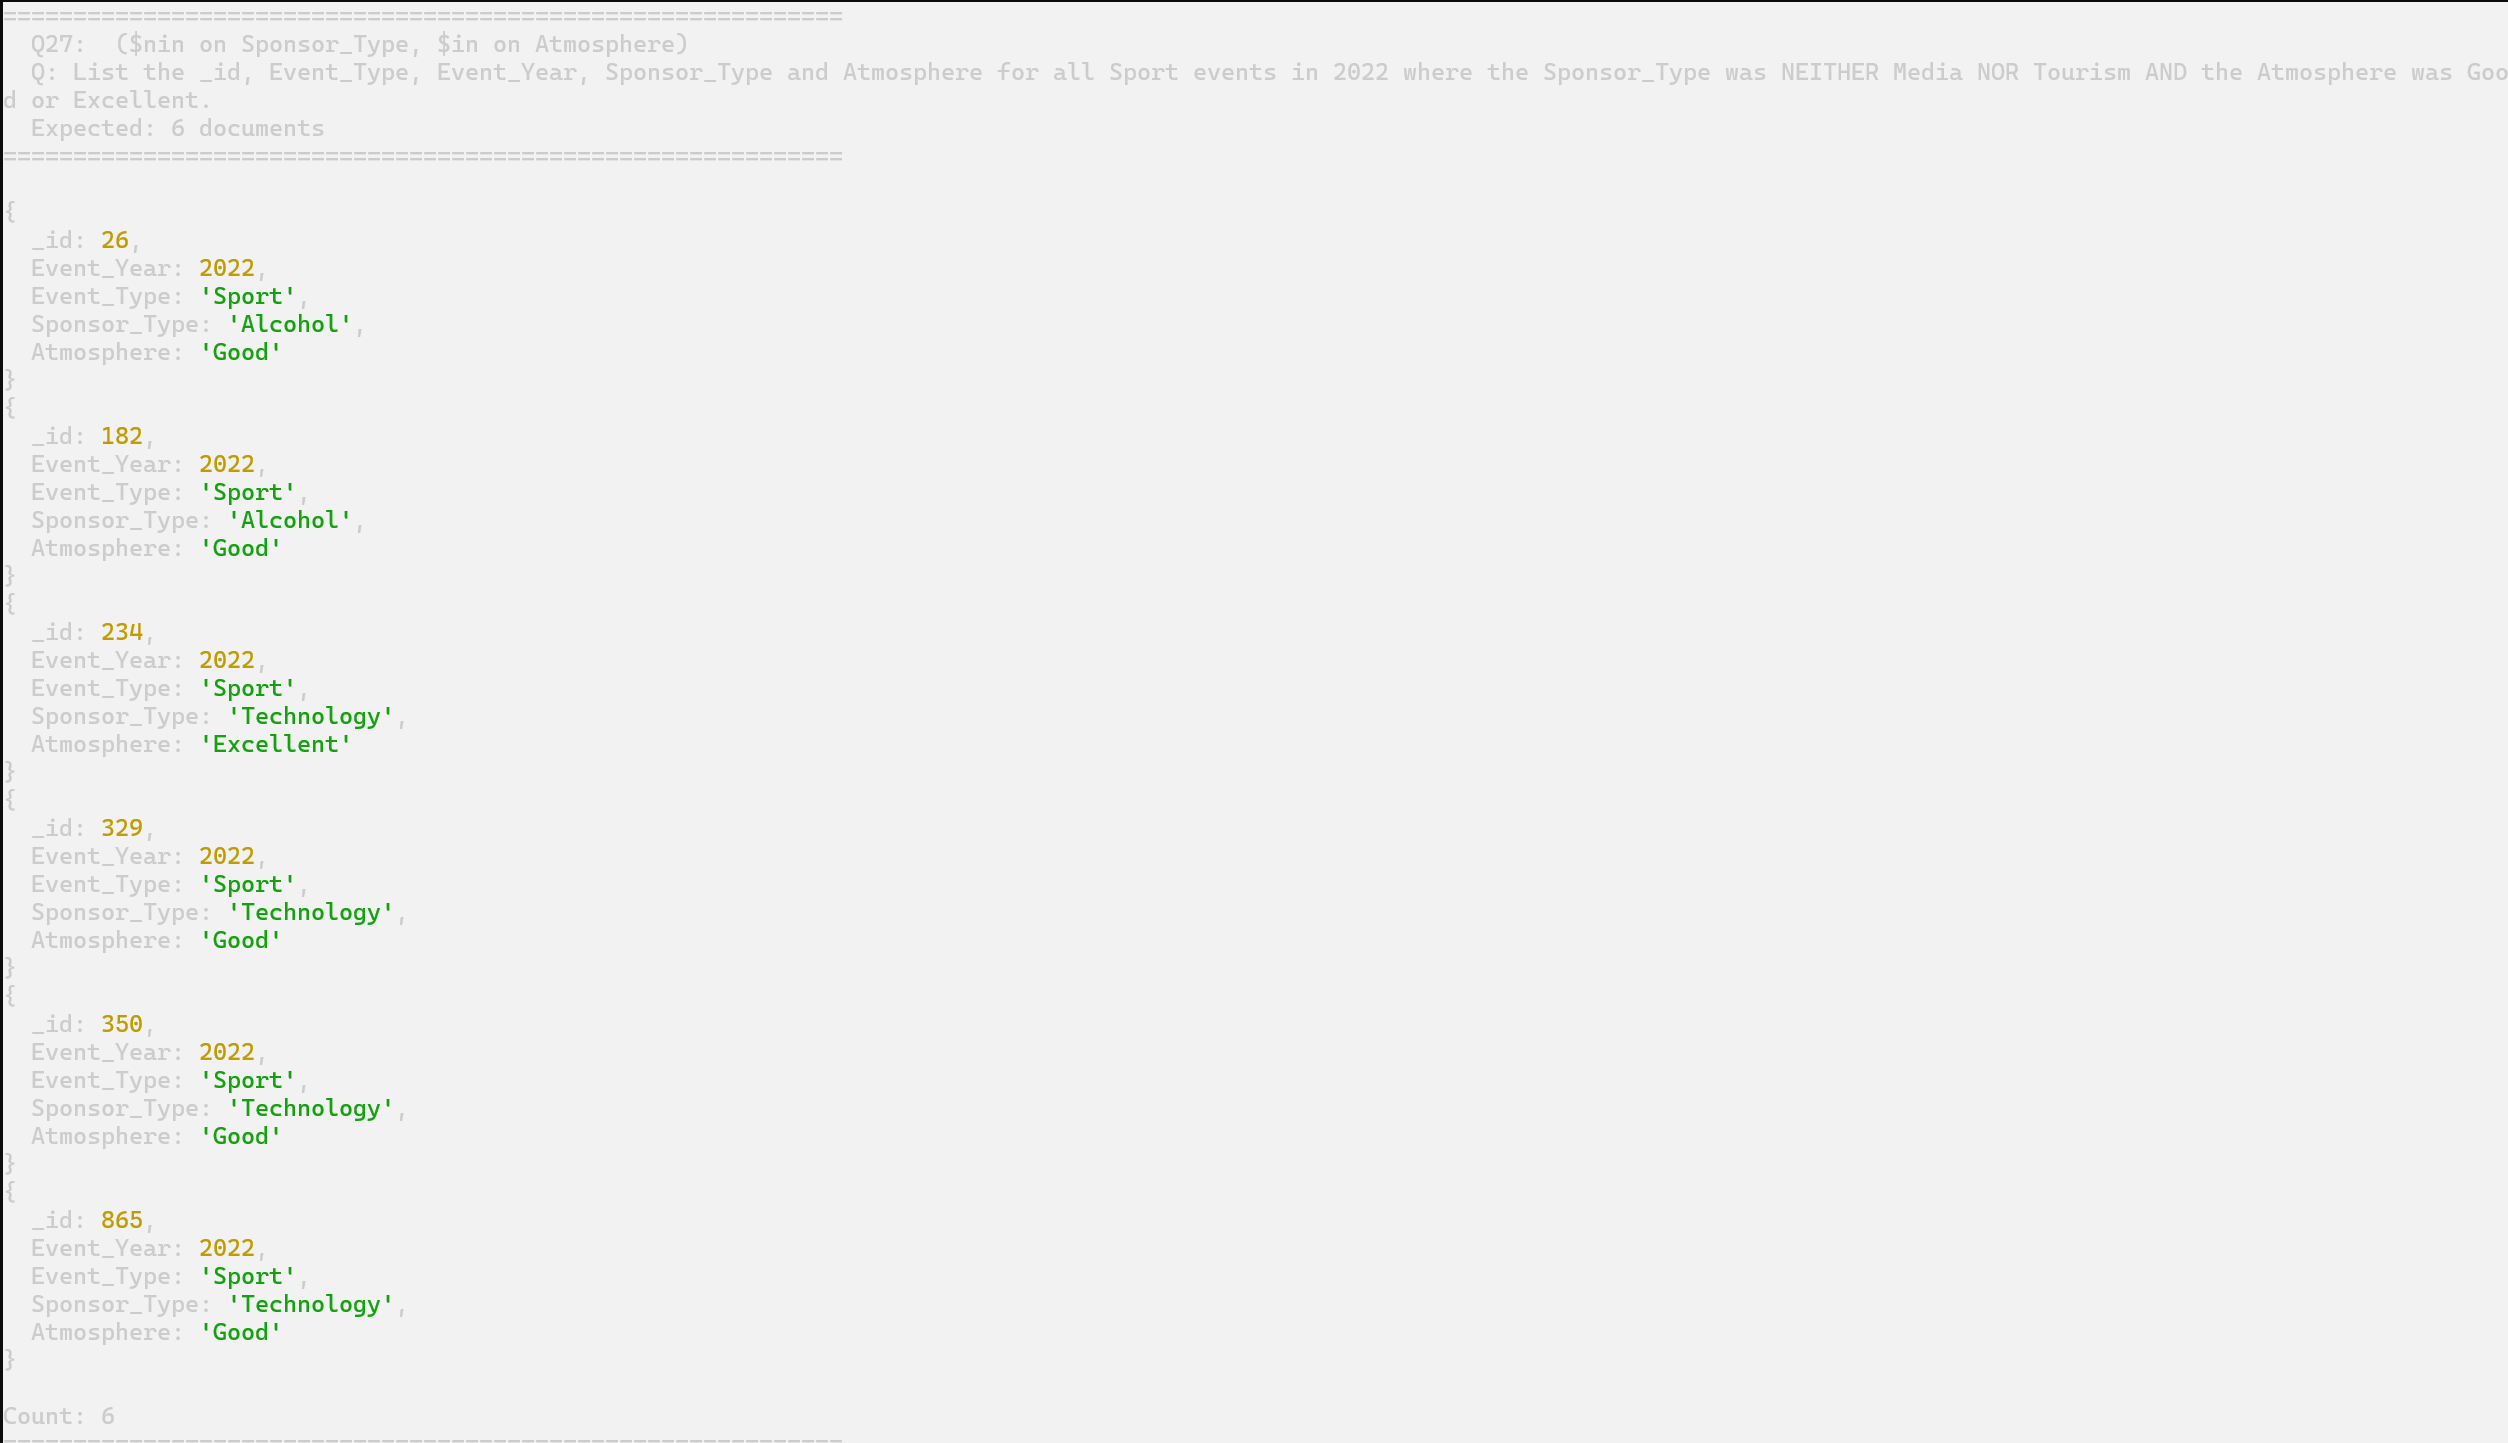 ============================================================
  Q27:  ($nin on Sponsor_Type, $in on Atmosphere)
  Q: List the _id, Event_Type, Event_Year, Sponsor_Type and Atmosphere for all Sport events in 2022 where the Sponsor_Type was NEITHER Media NOR Tourism AND the Atmosphere was Goo
d or Excellent.
  Expected: 6 documents
============================================================

{
  _id: 26,
  Event_Year: 2022,
  Event_Type: 'Sport',
  Sponsor_Type: 'Alcohol',
  Atmosphere: 'Good'
}
{
  _id: 182,
  Event_Year: 2022,
  Event_Type: 'Sport',
  Sponsor_Type: 'Alcohol',
  Atmosphere: 'Good'
}
{
  _id: 234,
  Event_Year: 2022,
  Event_Type: 'Sport',
  Sponsor_Type: 'Technology',
  Atmosphere: 'Excellent'
}
{
  _id: 329,
  Event_Year: 2022,
  Event_Type: 'Sport',
  Sponsor_Type: 'Technology',
  Atmosphere: 'Good'
}
{
  _id: 350,
  Event_Year: 2022,
  Event_Type: 'Sport',
  Sponsor_Type: 'Technology',
  Atmosphere: 'Good'
}
{
  _id: 865,
  Event_Year: 2022,
  Event_Type: 'Sport',
  Sponsor_Type: 'Technology',
  Atmosphere: 'Good'
}

Count: 6
============================================================